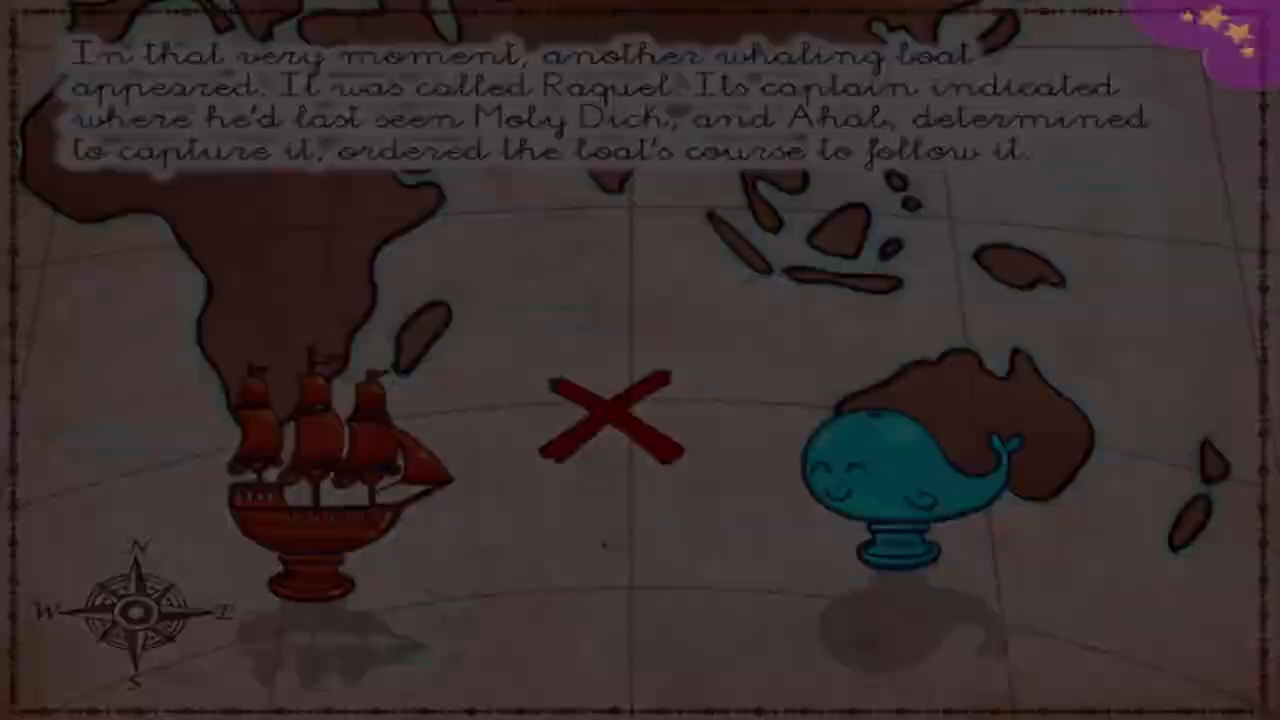 In that very moment, another whaling boat
appeared. It was called Raquel. Its captain indicated
where he'd last seen Moby Dick, and Ahab, determined
to capture it, ordered the boat's course to follow it.
N
W
E
S